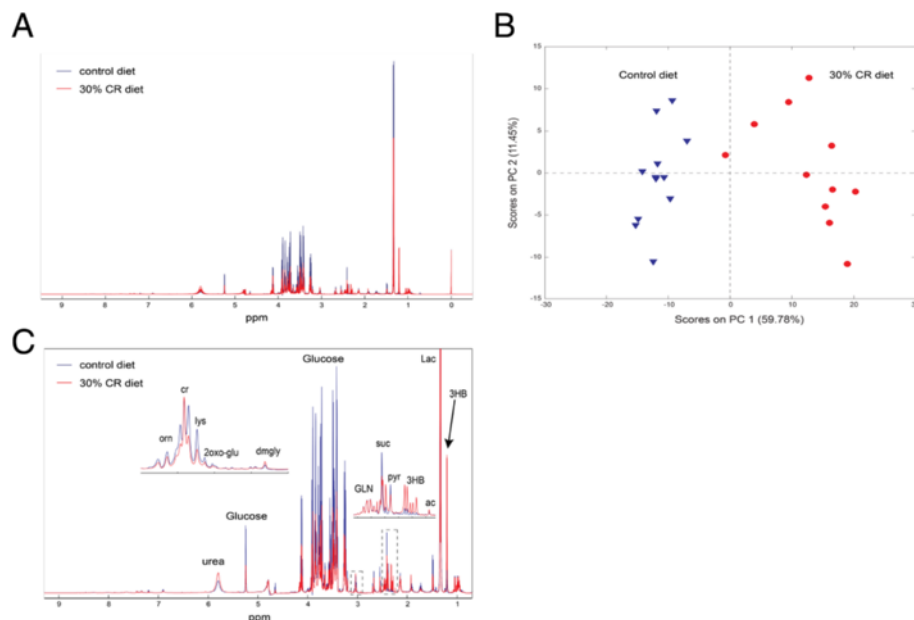 A
control diet
30% CR diet
9 8 7 6 5 4 3 2 1 0
ppm
B
Control diet
30% CR diet
15
10
5
0
-5
-10
-15
Scores on PC 2 (11.45%)
-30 -20 -10 0 10 20 30
Scores on PC 1 (59.78%)
C
control diet
30% CR diet
Glucose
Lac
3HB
cr
orn
lys
2oxo-glu
dmgly
suc
pyr
3HB
GLN
ac
Glucose
urea
9 8 7 6 5 4 3 2 1
ppm